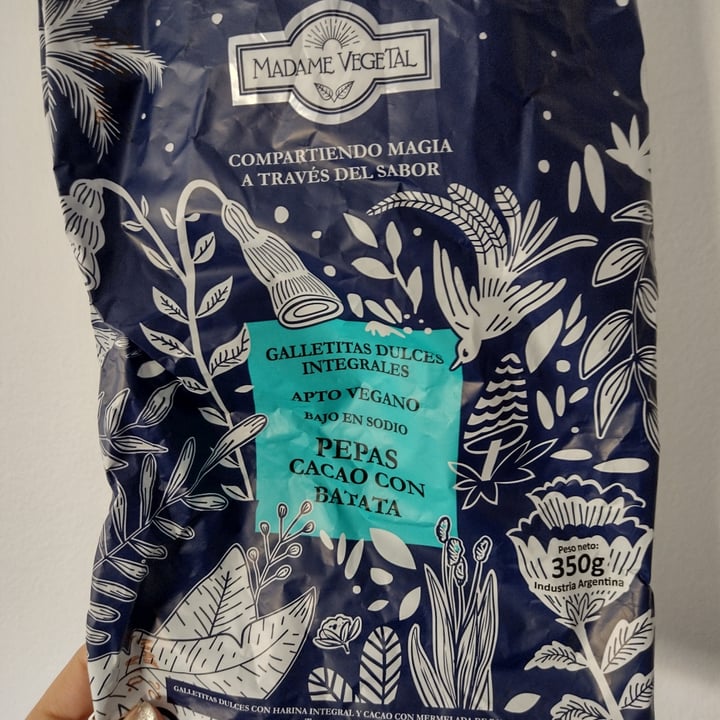 MADAME VEGETAL
COMPARTIENDO MAGIA
A TRAVÉS DEL SABOR
GALLETITAS DULCES
INTEGRALES
APTO VEGANO
BAJO EN SODIO
PEPAS
CACAO CON
BATATA
Peso neto:
350g
Industria Argentina
GALLETITAS DULCES CON HARINA INTEGRAL Y CACAO CON MERMELADA DE